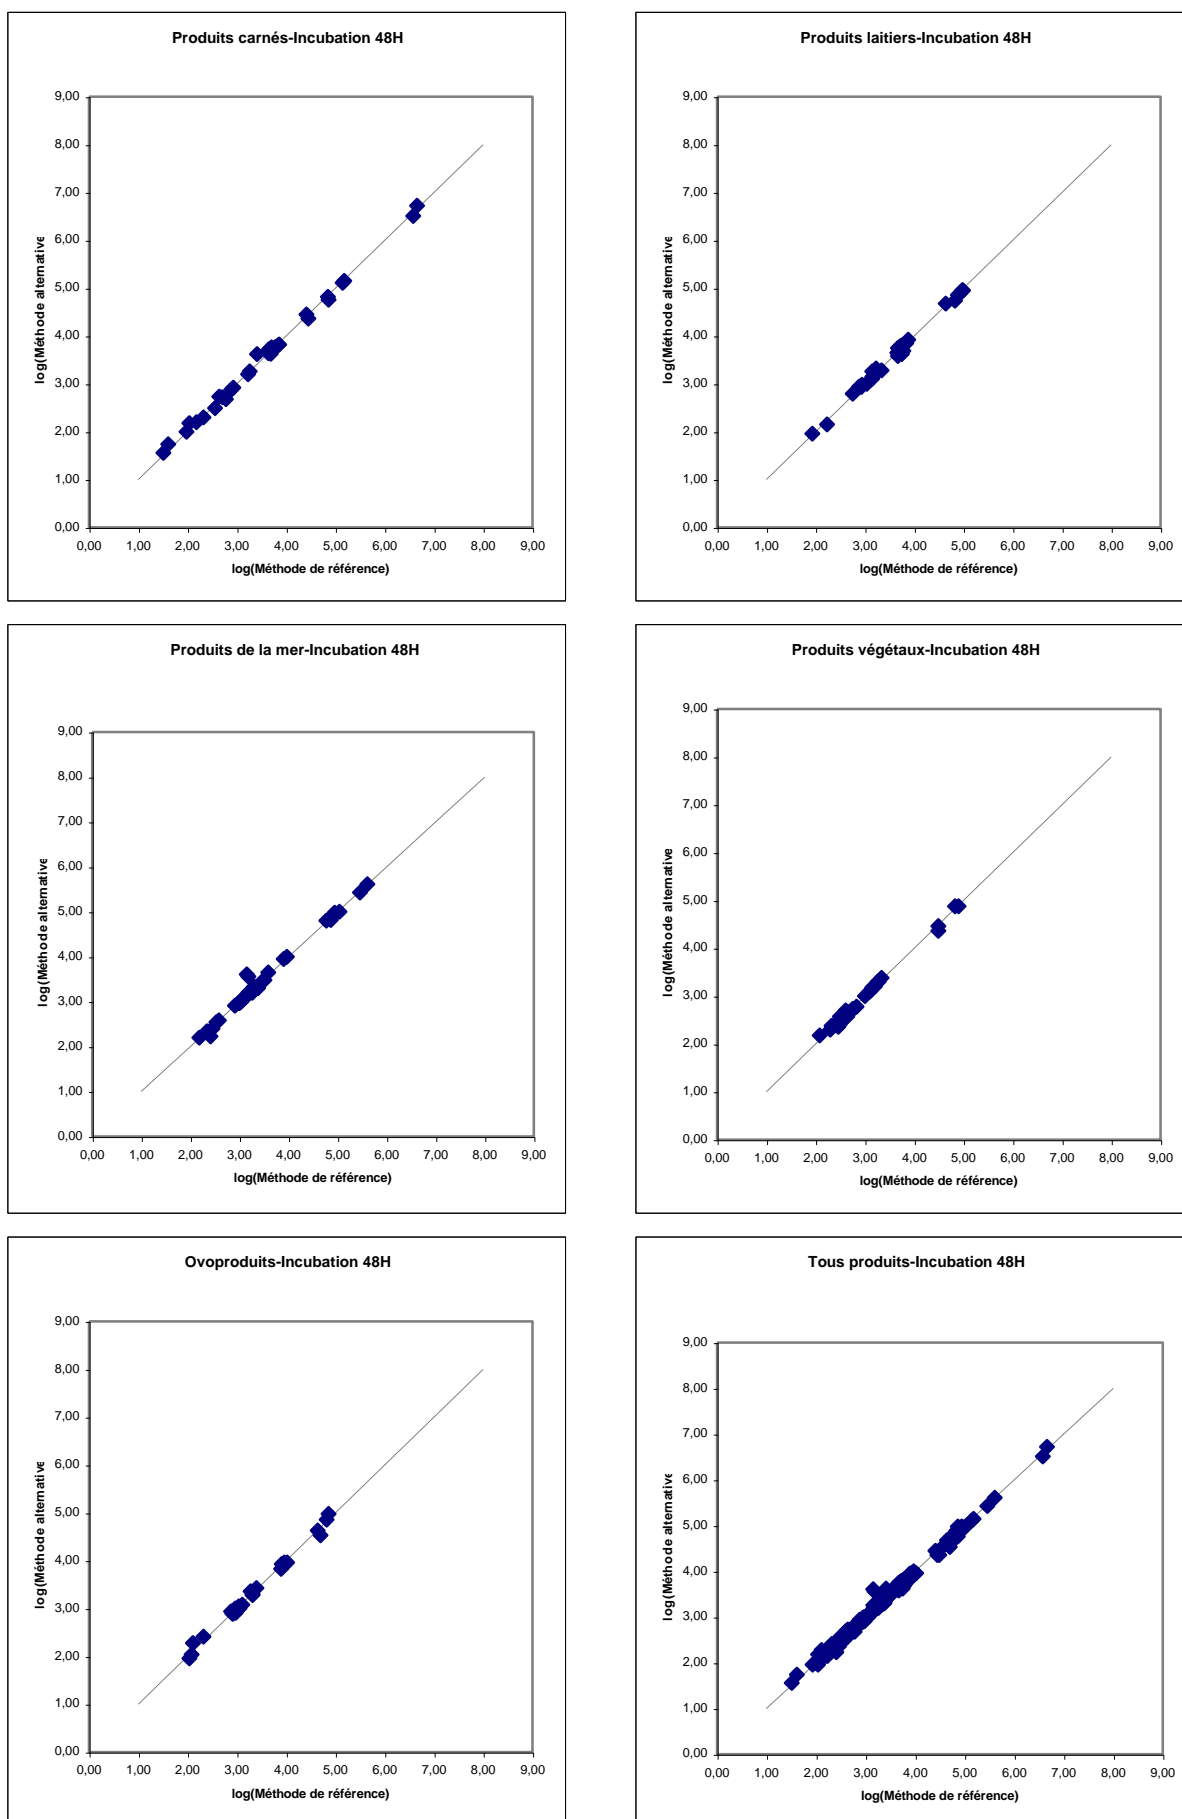 Produits carnés-Incubation 48H
9,00
8,00
7,00
6,00
5,00
4,00
3,00
2,00
1,00
0,00
log(Méthode alternative
0,00 1,00 2,00 3,00 4,00 5,00 6,00 7,00 8,00 9,00
log(Méthode de référence)
Produits laitiers-Incubation 48H
9,00
8,00
7,00
6,00
5,00
4,00
3,00
2,00
1,00
0,00
log(Méthode alternative
0,00 1,00 2,00 3,00 4,00 5,00 6,00 7,00 8,00 9,00
log(Méthode de référence)
Produits de la mer-Incubation 48H
9,00
8,00
7,00
6,00
5,00
4,00
3,00
2,00
1,00
0,00
log(Méthode alternative
0,00 1,00 2,00 3,00 4,00 5,00 6,00 7,00 8,00 9,00
log(Méthode de référence)
Produits végétaux-Incubation 48H
9,00
8,00
7,00
6,00
5,00
4,00
3,00
2,00
1,00
0,00
log(Méthode alternative
0,00 1,00 2,00 3,00 4,00 5,00 6,00 7,00 8,00 9,00
log(Méthode de référence)
Ovoproduits-Incubation 48H
9,00
8,00
7,00
6,00
5,00
4,00
3,00
2,00
1,00
0,00
log(Méthode alternative
0,00 1,00 2,00 3,00 4,00 5,00 6,00 7,00 8,00 9,00
log(Méthode de référence)
Tous produits-Incubation 48H
9,00
8,00
7,00
6,00
5,00
4,00
3,00
2,00
1,00
0,00
log(Méthode alternative
0,00 1,00 2,00 3,00 4,00 5,00 6,00 7,00 8,00 9,00
log(Méthode de référence)